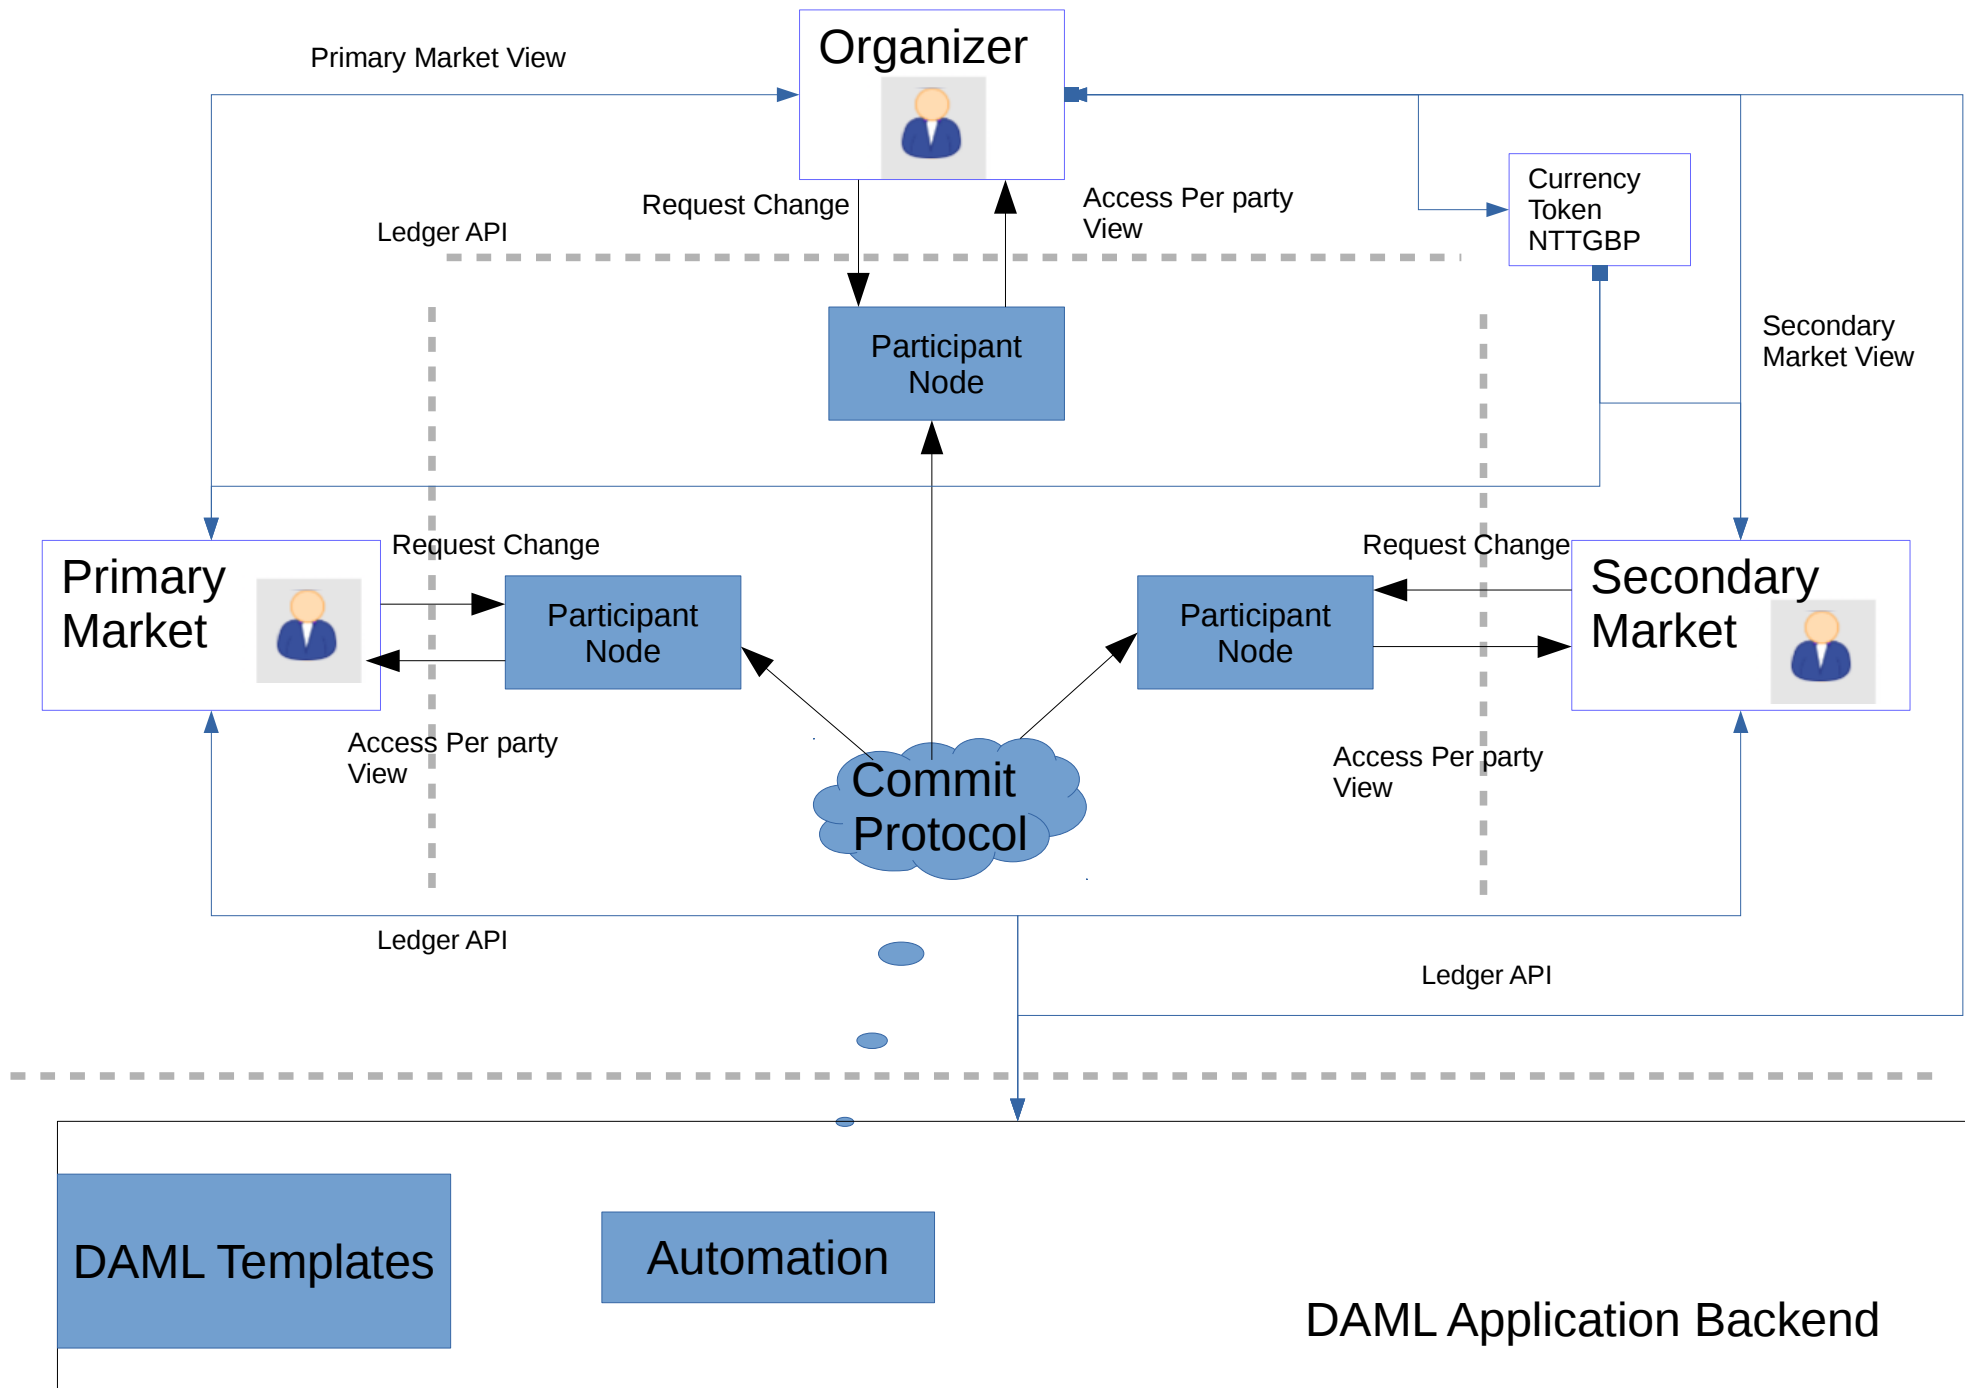 Organizer
Primary Market View
Request Change
Access Per party
View
Ledger API
Currency
Token
NTTGBP
Secondary
Market View
Participant
Node
Primary
Market
Request Change
Participant
Node
Request Change
Participant
Node
Secondary
Market
Access Per party
View
Access Per party
View
Commit
Protocol
Ledger API
Ledger API
DAML Templates
Automation
DAML Application Backend